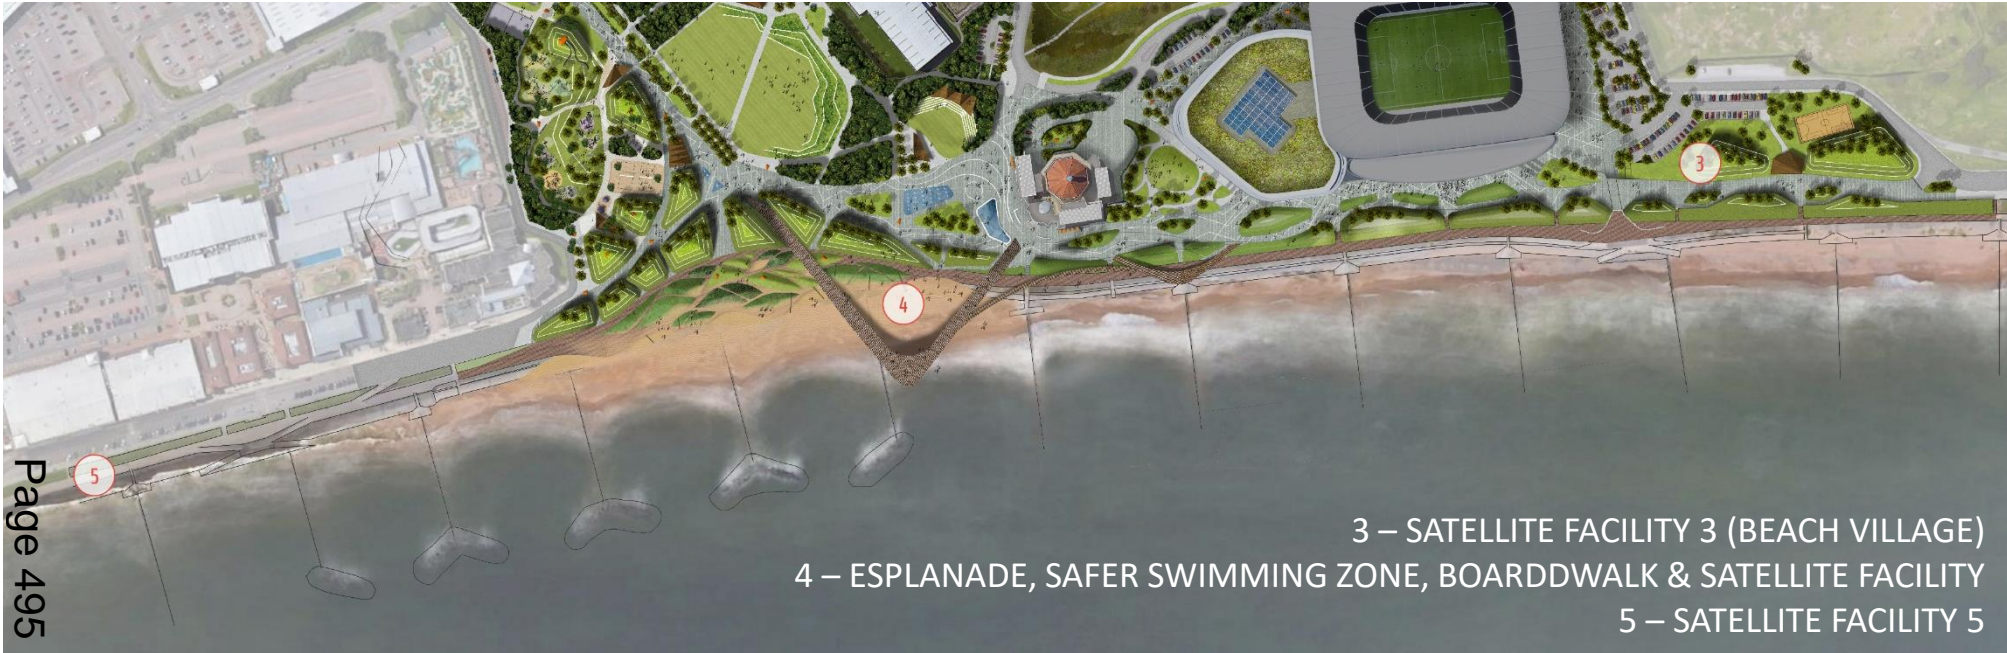 3
4
5
Page 495
3 – SATELLITE FACILITY 3 (BEACH VILLAGE)
4 – ESPLANADE, SAFER SWIMMING ZONE, BOARDDWALK & SATELLITE FACILITY
5 – SATELLITE FACILITY 5